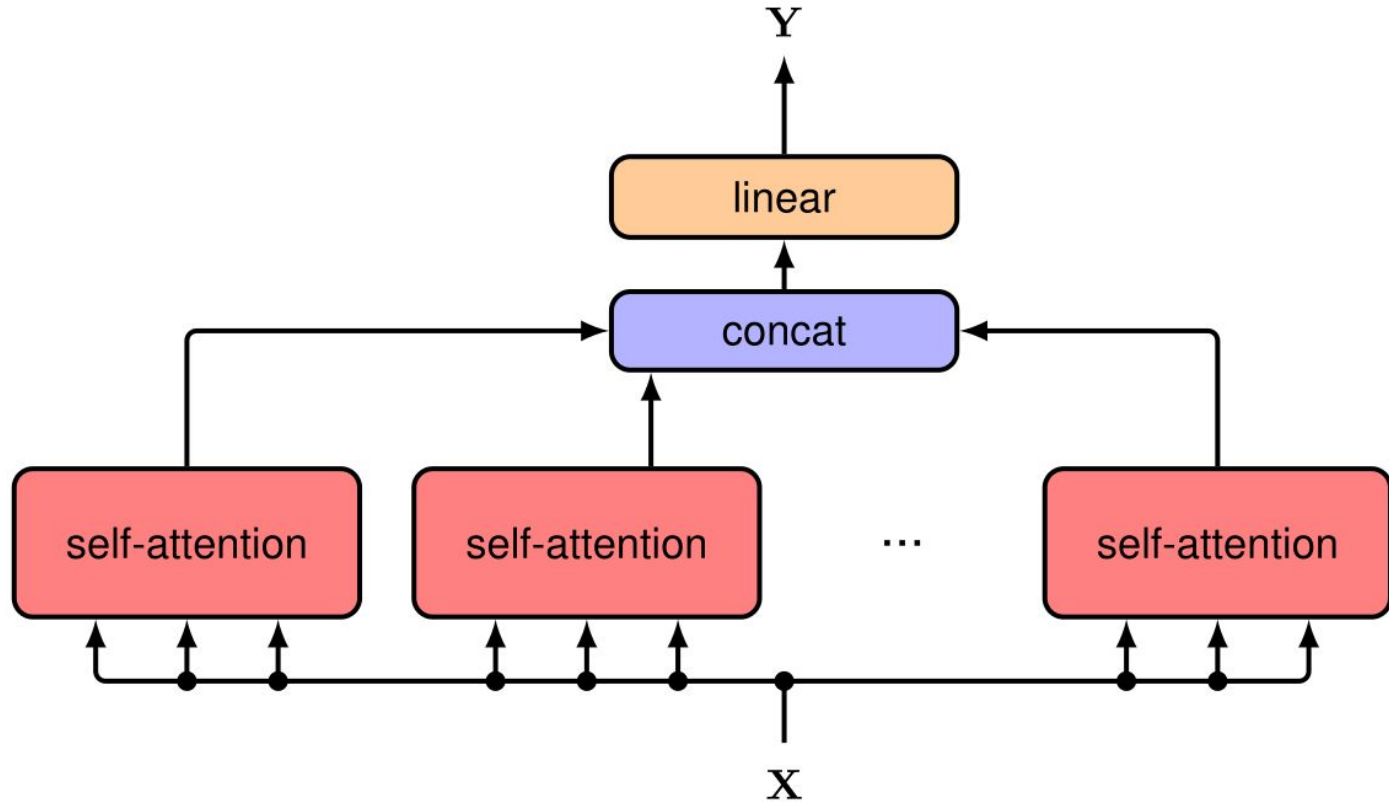 Y
linear
concat
self-attention self-attention ... self-attention
X